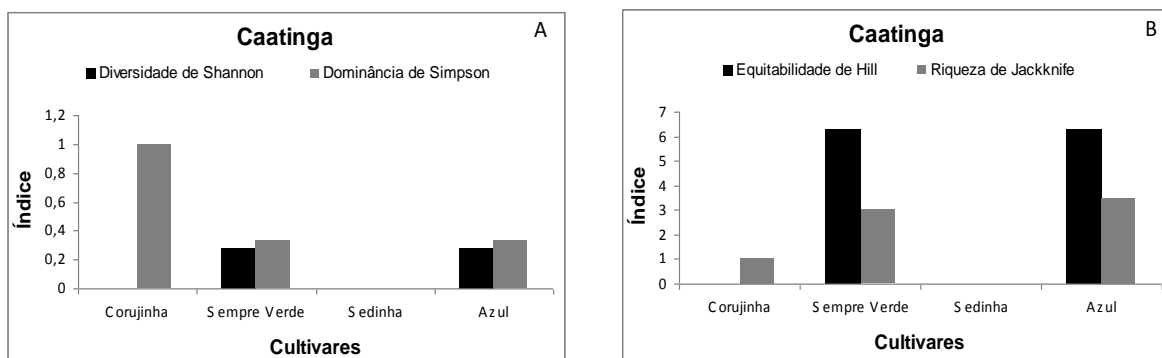 A
Caatinga
Diversidade de Shannon Dominância de Simpson
1,2
1
0,8
0,6
0,4
0,2
0
Índice
Corujinha Sempre Verde Sedinha Azul
Cultivares
B
Caatinga
Equitabilidade de Hill Riqueza de Jackknife
7
6
5
4
3
2
1
0
Índice
Corujinha Sempre Verde Sedinha Azul
Cultivares